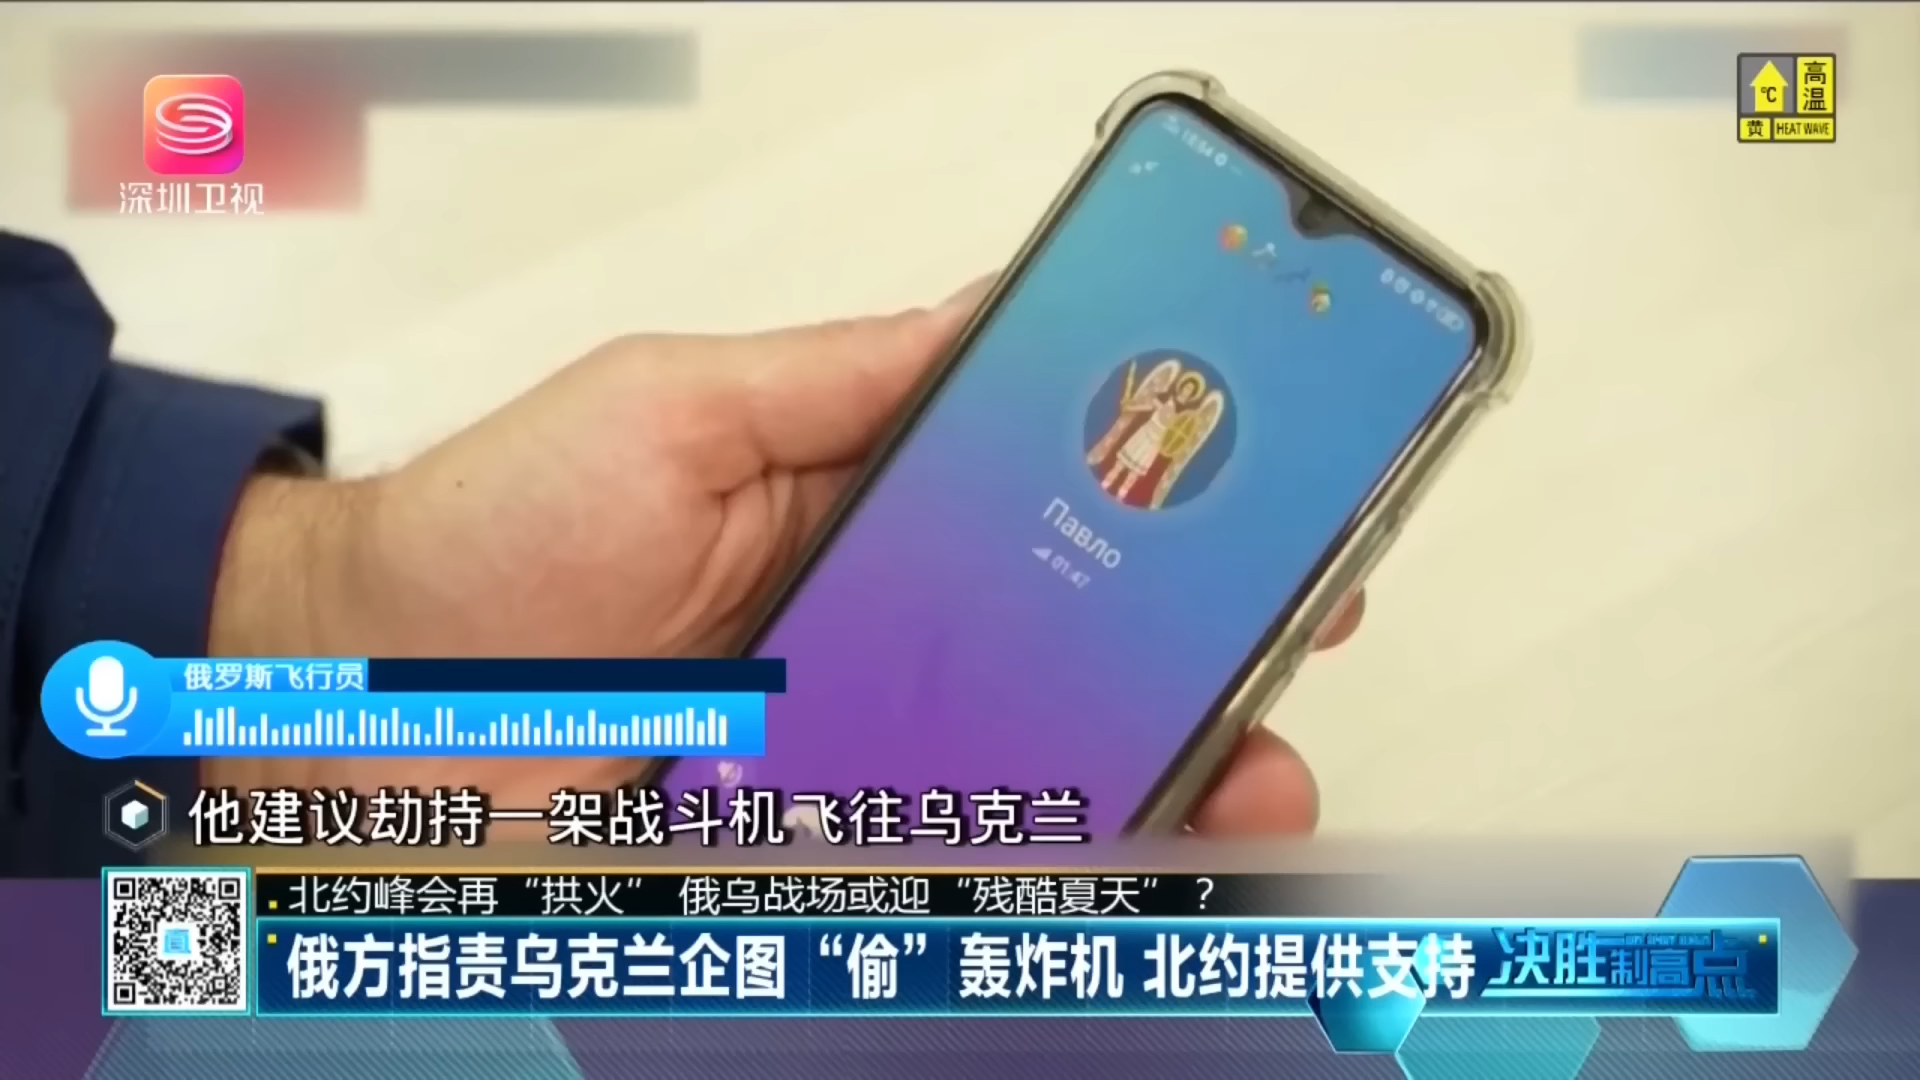 深圳卫视
℃
高温
黄
HEAT WAVE
18:54
Павло
01:47
俄罗斯飞行员
他建议劫持一架战斗机飞往乌克兰
北约峰会再“拱火” 俄乌战场或迎“残酷夏天”？
俄方指责乌克兰企图“偷”轰炸机 北约提供支持
决胜制高点